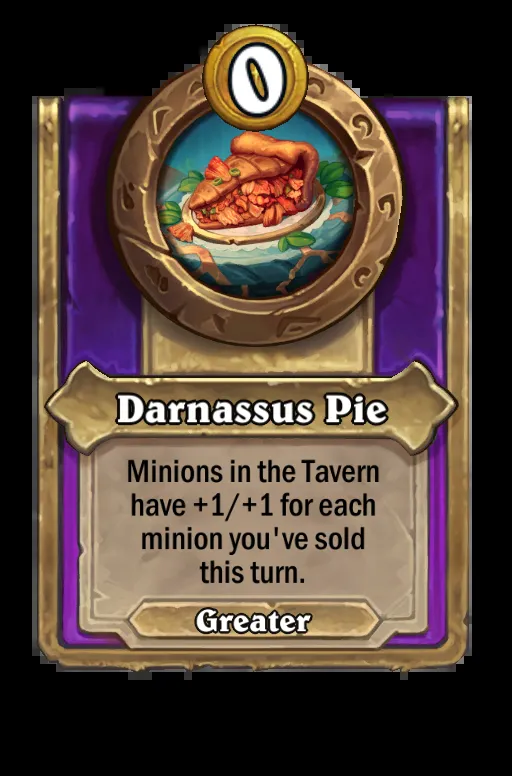 0
Darnassus Pie
Minions in the Tavern
have +1/+1 for each
minion you've sold
this turn.
Greater